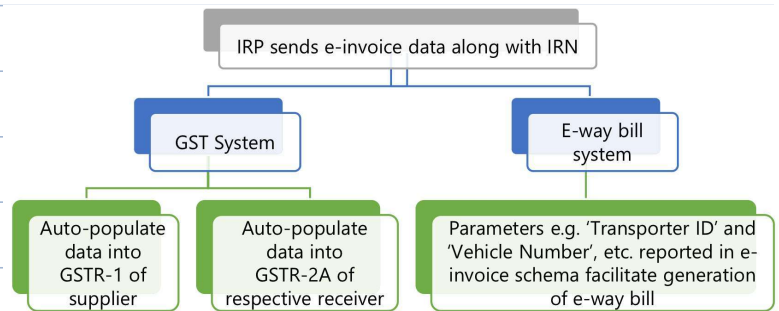 IRP sends e-invoice data along with IRN
GST System
E-way bill
system
Auto-populate
data into
GSTR-1 of
supplier
Auto-populate
data into
GSTR-2A of
respective receiver
Parameters e.g. ‘Transporter ID’ and
‘Vehicle Number’, etc. reported in e-
invoice schema facilitate generation
of e-way bill